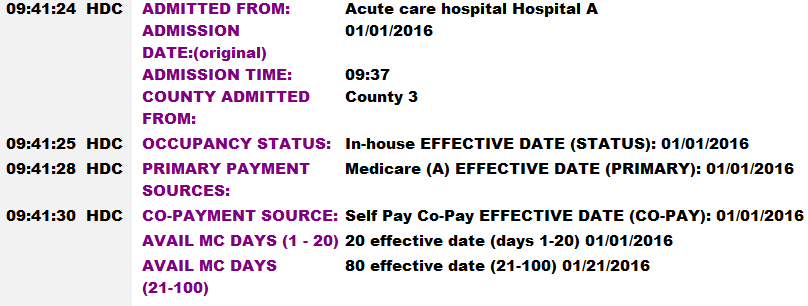 09:41:24 HDC ADMITTED FROM: Acute care hospital Hospital A
ADMISSION 01/01/2016
DATE:(original)
ADMISSION TIME: 09:37
COUNTY ADMITTED County 3
FROM:
09:41:25 HDC OCCUPANCY STATUS: In-house EFFECTIVE DATE (STATUS): 01/01/2016
09:41:28 HDC PRIMARY PAYMENT Medicare (A) EFFECTIVE DATE (PRIMARY): 01/01/2016
SOURCES:
09:41:30 HDC CO-PAYMENT SOURCE: Self Pay Co-Pay EFFECTIVE DATE (CO-PAY): 01/01/2016
AVAIL MC DAYS (1 - 20) 20 effective date (days 1-20) 01/01/2016
AVAIL MC DAYS 80 effective date (21-100) 01/21/2016
(21-100)